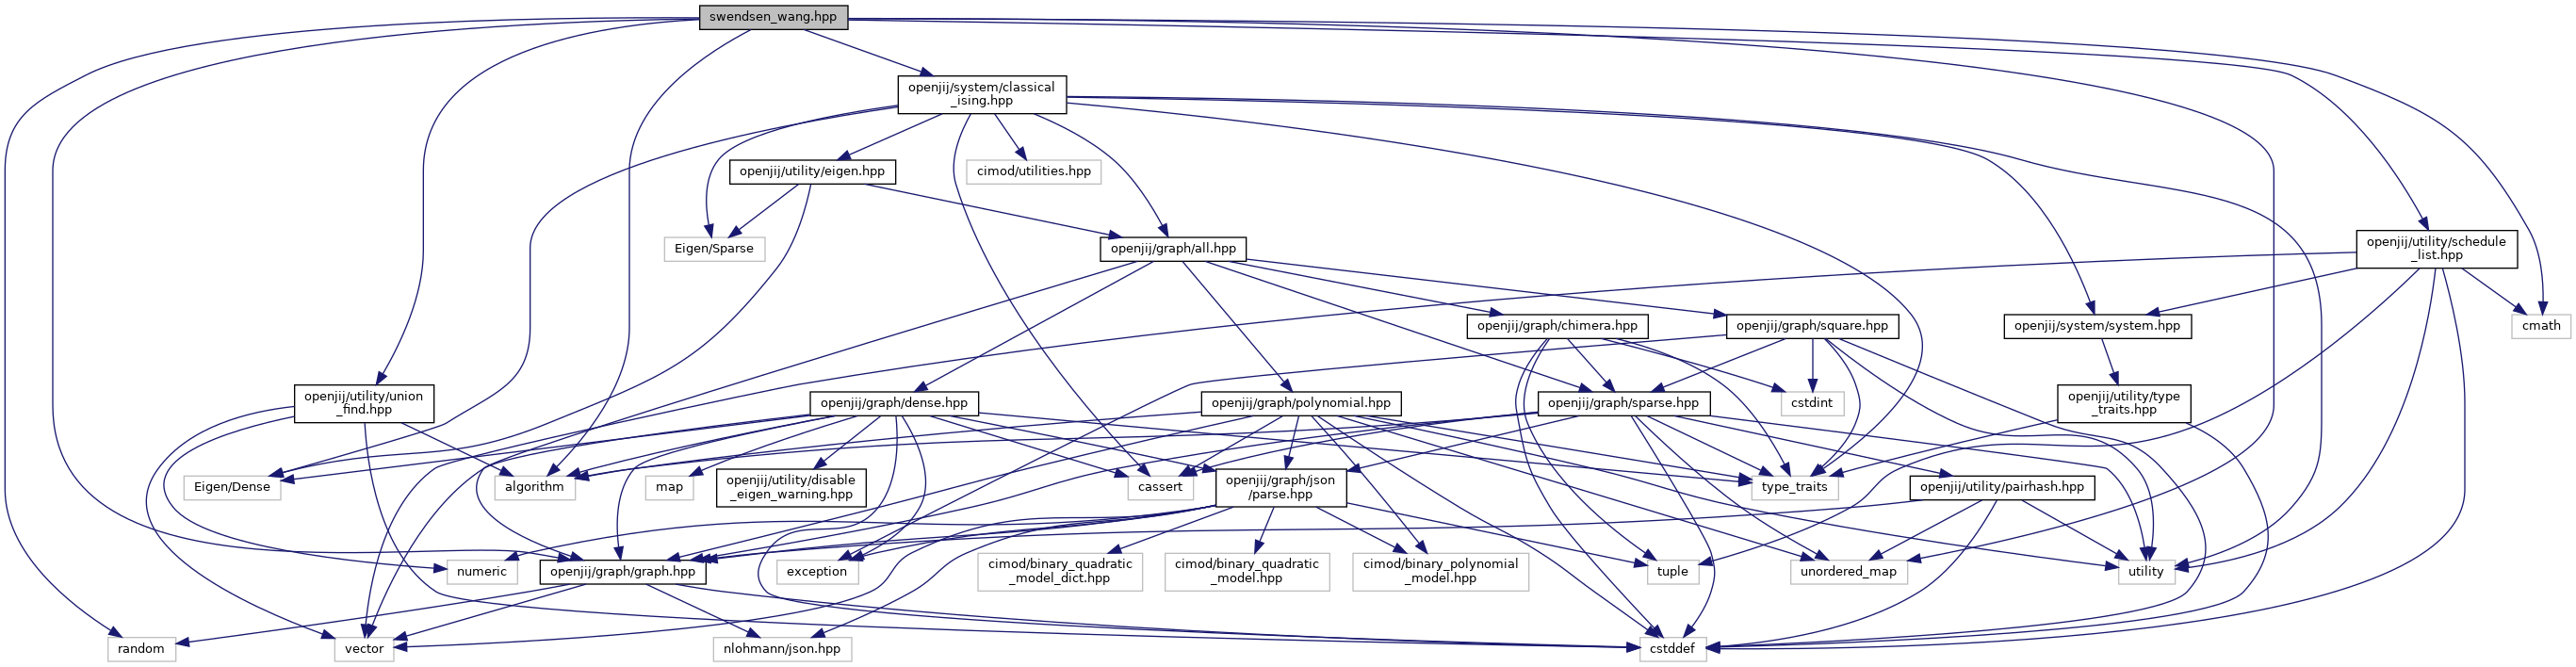 swendsen_wang.hpp
openjij/system/classical
_ising.hpp
openjij/utility/eigen.hpp
cimod/utilities.hpp
Eigen/Sparse
openjij/graph/all.hpp
openjij/utility/schedule
_list.hpp
openjij/graph/chimera.hpp
openjij/graph/square.hpp
openjij/system/system.hpp
cmath
openjij/utility/union
_find.hpp
openjij/graph/dense.hpp
openjij/graph/polynomial.hpp
openjij/graph/sparse.hpp
cstdint
openjij/utility/type
_traits.hpp
Eigen/Dense
algorithm
map
openjij/utility/disable
_eigen_warning.hpp
cassert
openjij/graph/json
/parse.hpp
type_traits
openjij/utility/pairhash.hpp
numeric
openjij/graph/graph.hpp
exception
cimod/binary_quadratic
_model_dict.hpp
cimod/binary_quadratic
_model.hpp
cimod/binary_polynomial
_model.hpp
tuple
unordered_map
utility
random
vector
nlohmann/json.hpp
cstddef